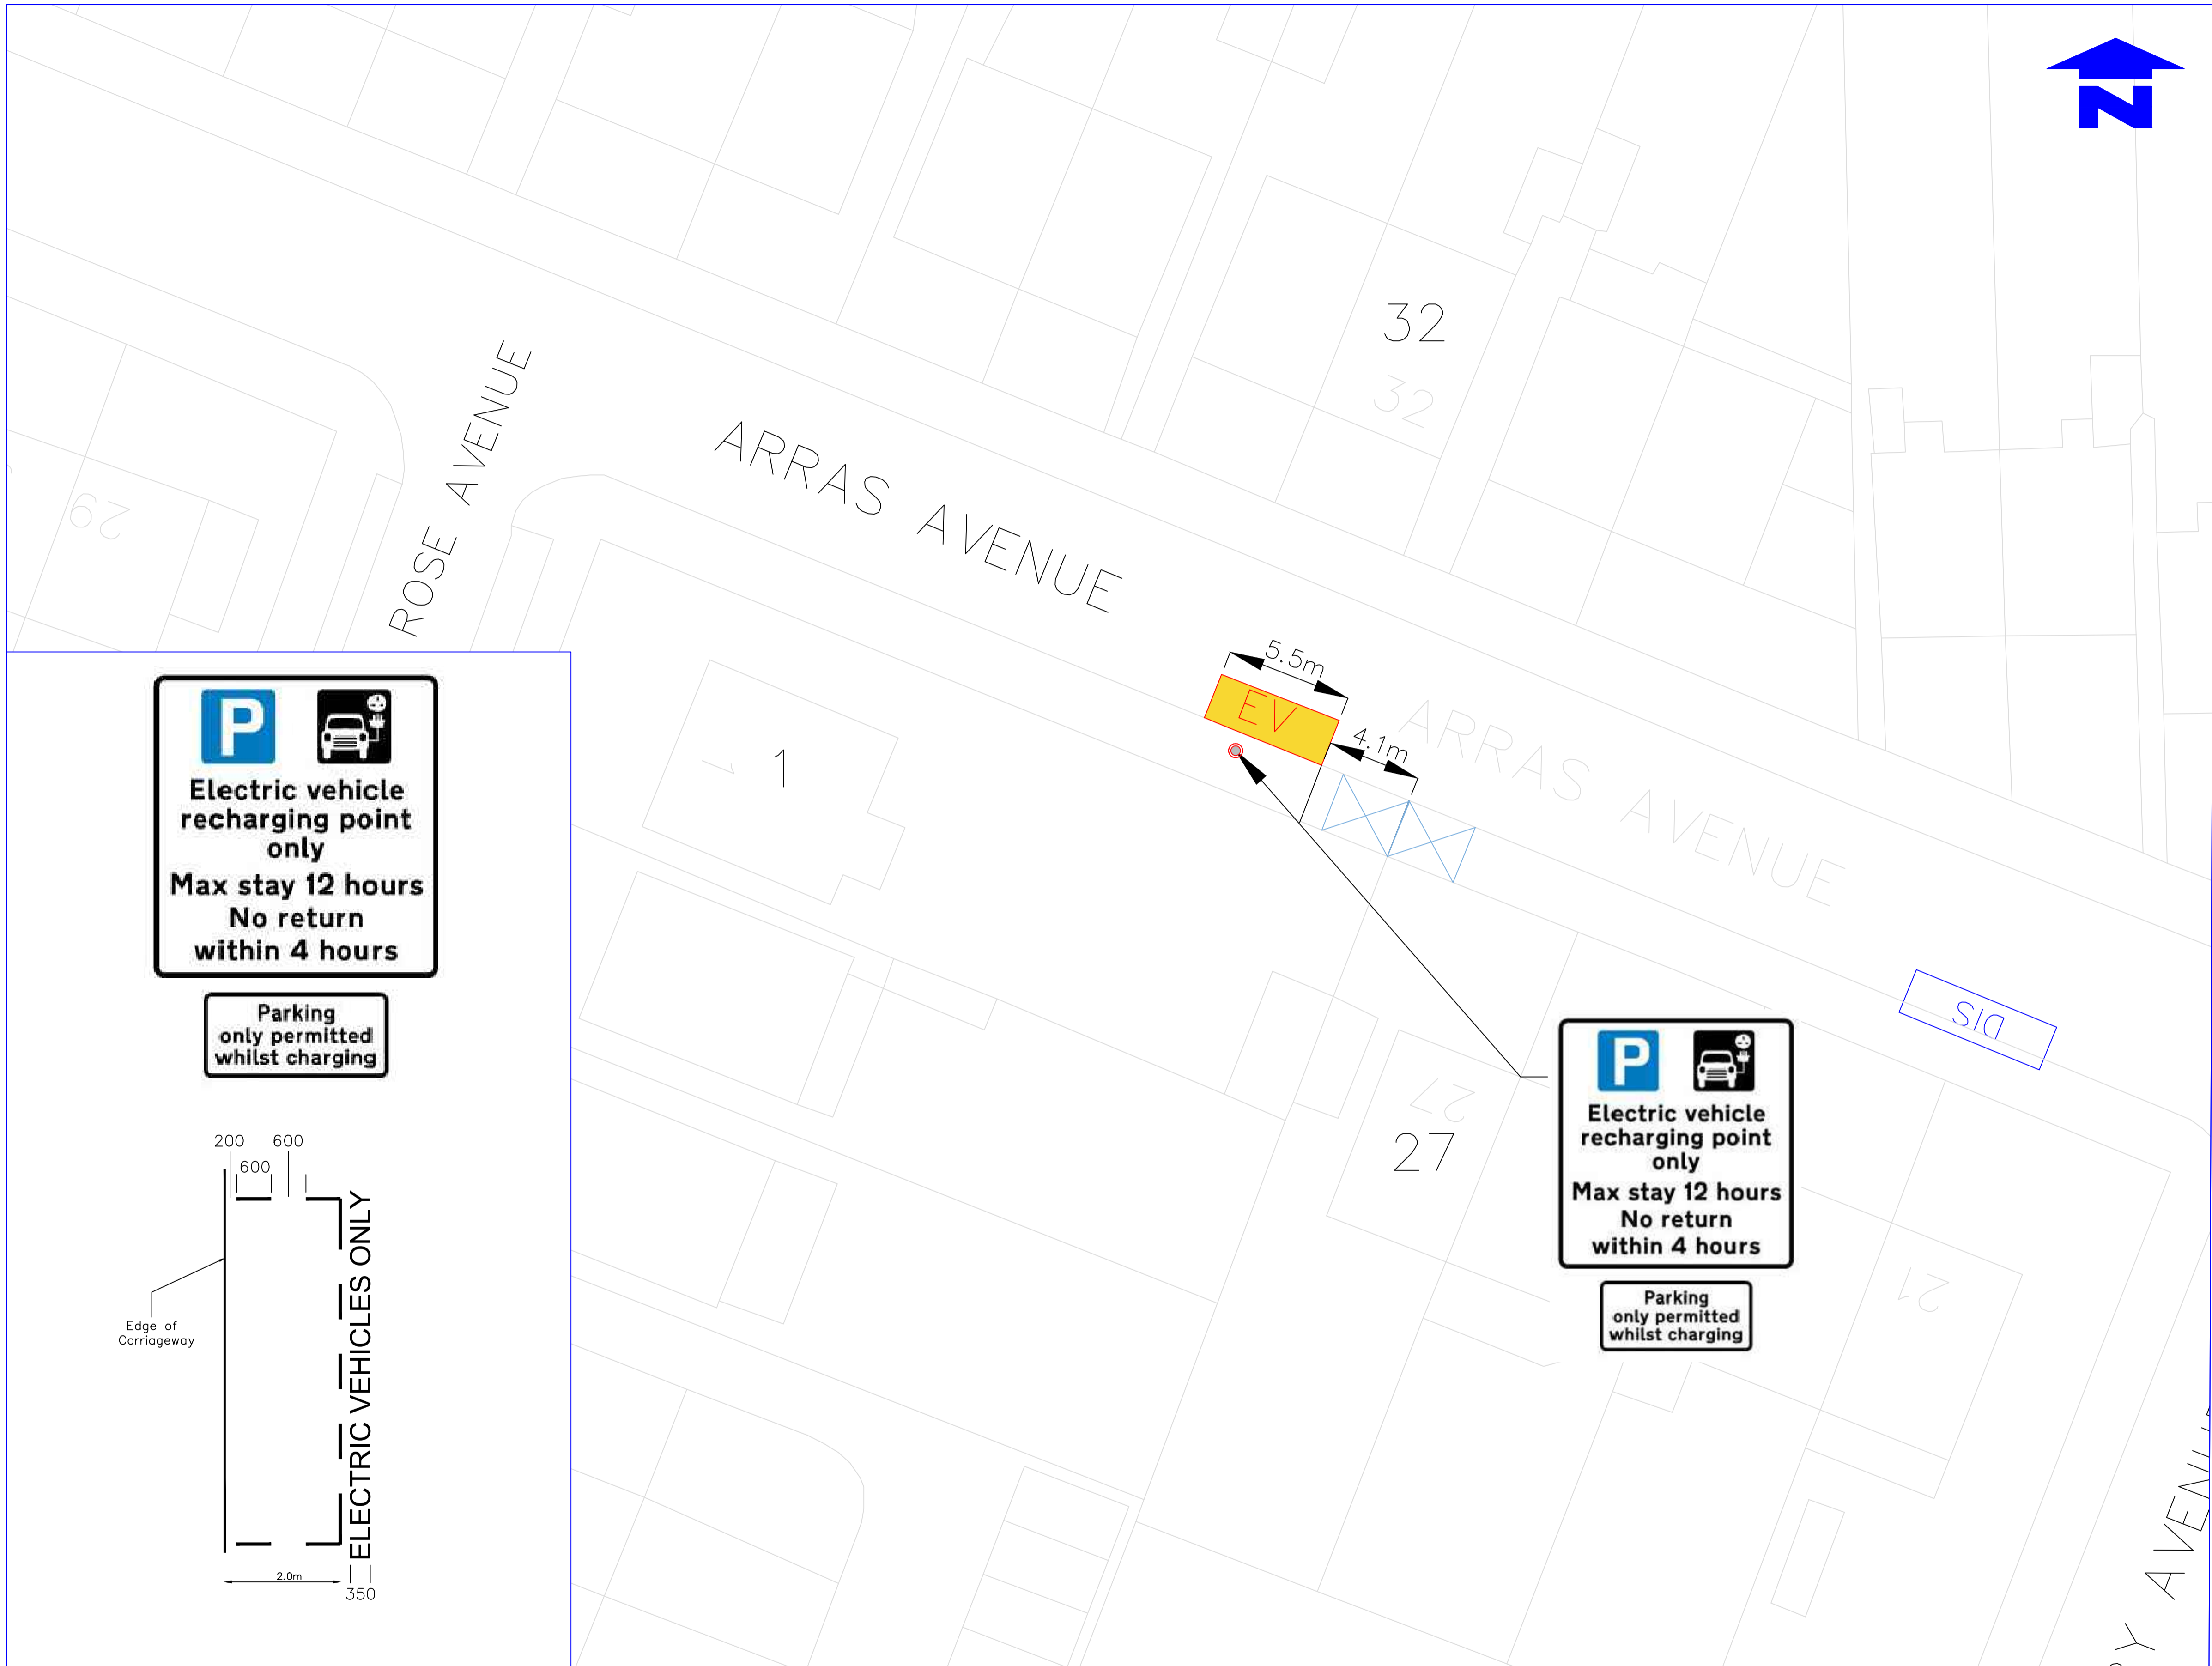 N
32
32
ROSE AVENUE
ARRAS AVENUE
29
5.5m
EV
4.1m
ARRAS AVENUE
1
1
DIS
27
27
21
P
Electric vehicle
recharging point
only
Max stay 12 hours
No return
within 4 hours
Parking
only permitted
whilst charging
P
Electric vehicle
recharging point
only
Max stay 12 hours
No return
within 4 hours
Parking
only permitted
whilst charging
200
600
600
ELECTRIC VEHICLES ONLY
Edge of
Carriageway
2.0m
350
AVENUE